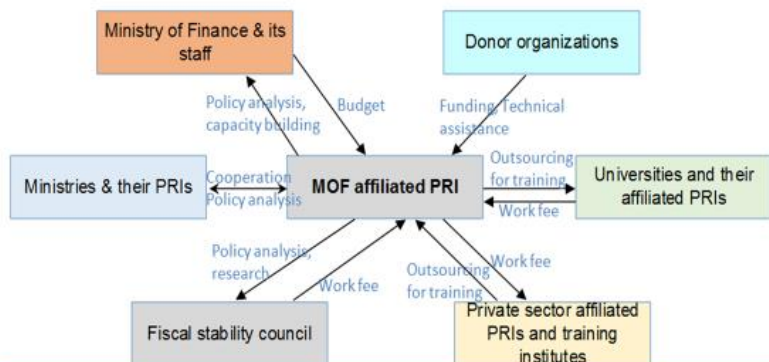 Ministry of Finance & its
staff
Donor organizations
Policy analysis,
capacity building
Budget
Funding, Technical
assistance
Ministries & their PRIs
Cooperation
Policy analysis
MOF affiliated PRI
Outsourcing
for training
Work fee
Universities and their
affiliated PRIs
Policy analysis,
research
Work fee
Outsourcing
for training
Work fee
Fiscal stability council
Private sector affiliated
PRIs and training
institutes